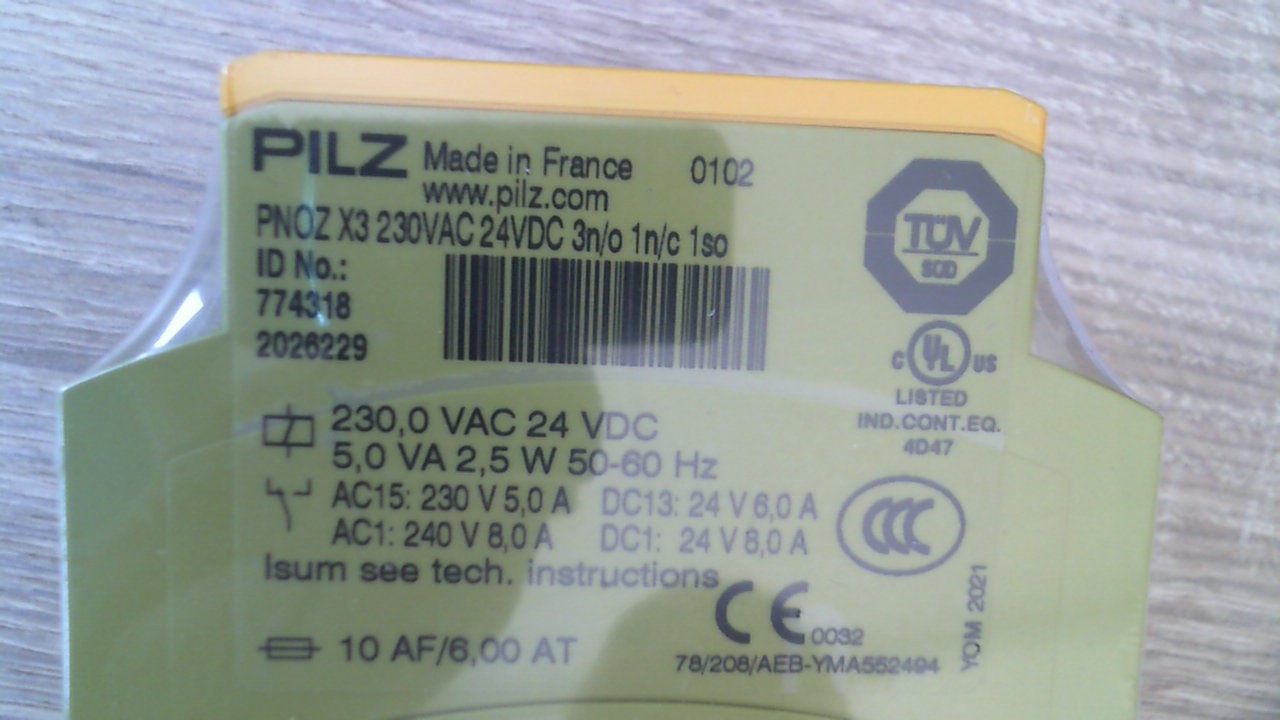 PILZ Made in France 0102
www.pilz.com
PNOZ X3 230VAC 24VDC 3n/o 1n/c 1so
ID No.:
774318
2026229
TÜV
SÜD
C UL US
LISTED
IND.CONT.EQ.
4D47
230,0 VAC 24 VDC
5,0 VA 2,5 W 50-60 Hz
AC15: 230 V 5,0 A DC13: 24 V 6,0 A
AC1: 240 V 8,0 A DC1: 24 V 8,0 A
CCC
Isum see tech. instructions
CE 0032
10 AF/6,00 AT
78/208/AEB-YMA552494
YOM 2021